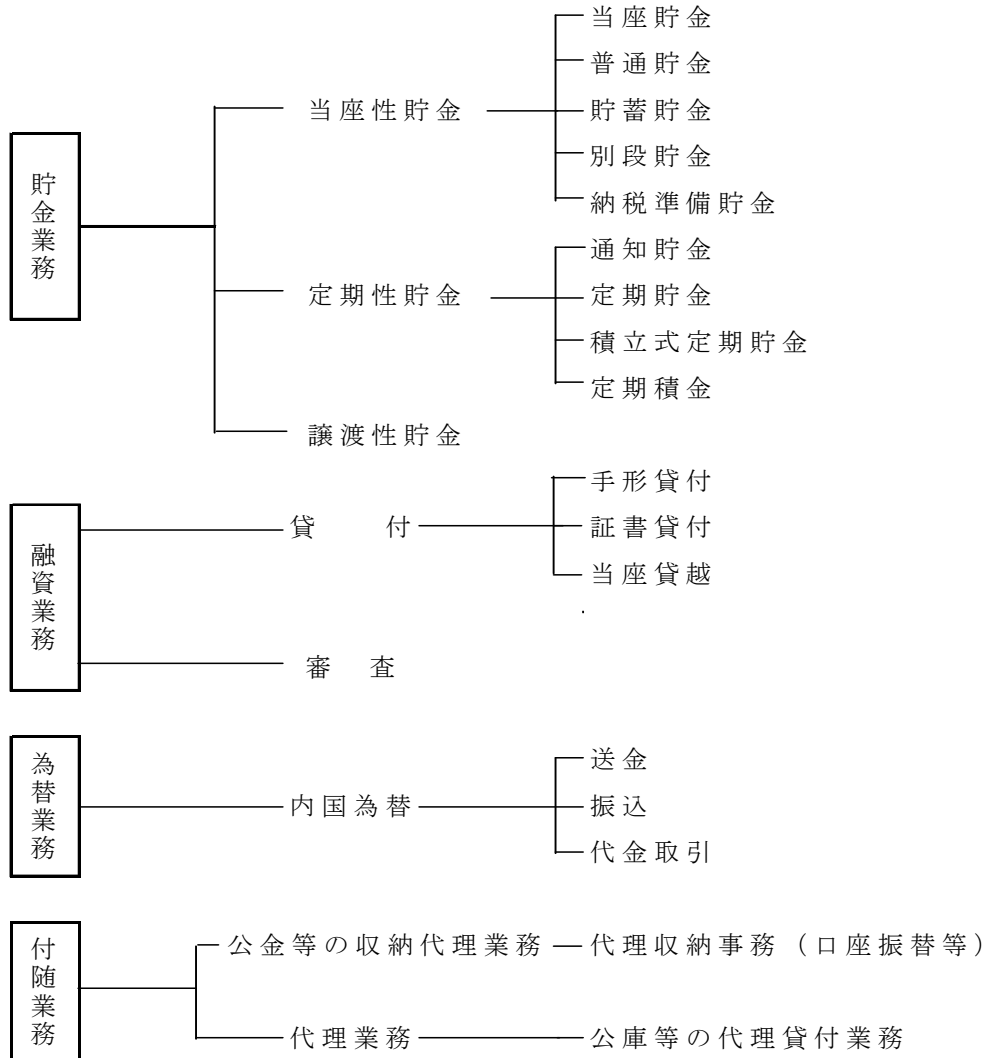 貯金業務
当座性貯金
当座貯金
普通貯金
貯蓄貯金
別段貯金
納税準備貯金
定期性貯金
通知貯金
定期貯金
積立式定期貯金
定期積金
譲渡性貯金
融資業務
貸付
手形貸付
証書貸付
当座貸越
審査
為替業務
内国為替
送金
振込
代金取引
付随業務
公金等の収納代理業務
代理収納事務（口座振替等）
代理業務
公庫等の代理貸付業務